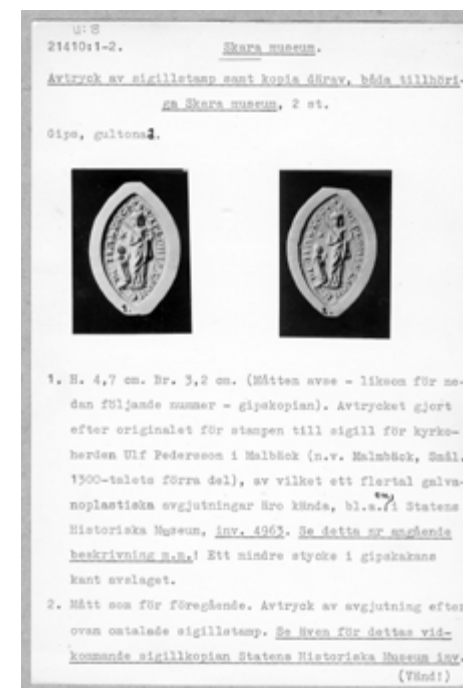 u:8
21410:1-2. Skara museum.
Avtryck av sigillstamp samt kopia därav, båda tillhöri-
ga Skara museum, 2 st.
Gips, gultonad.
1.
2.
1. H. 4,7 cm. Br. 3,2 cm. (Måtten avse - liksom för ne-
dan följande nummer - gipskopian). Avtrycket gjort
efter originalet för stampen till sigill för kyrko-
herden Ulf Pedersson i Malbäck (n.v. Malmbäck, Smål.
1300-talets förra del), av vilket ett flertal galva-
noplastiska avgjutningar äro kända, bl.a. en i Statens
Historiska Museum, inv. 4963. Se detta nr angående
beskrivning m.m.! Ett mindre stycke i gipskakans
kant avslaget.
2. Mått som för föregående. Avtryck av avgjutning efter
ovan omtalade sigillstamp. Se även för dettas vid-
kommande sigillkopian Statens Historiska Museum inv.
(Vänd!)